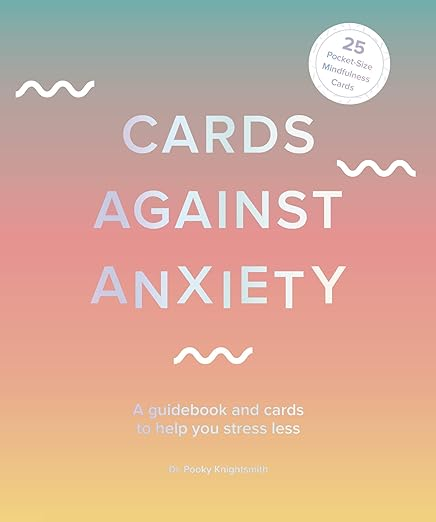 25
Pocket-Size
Mindfulness
Cards
CARDS
AGAINST
ANXIETY
A guidebook and cards
to help you stress less
Dr Pooky Knightsmith